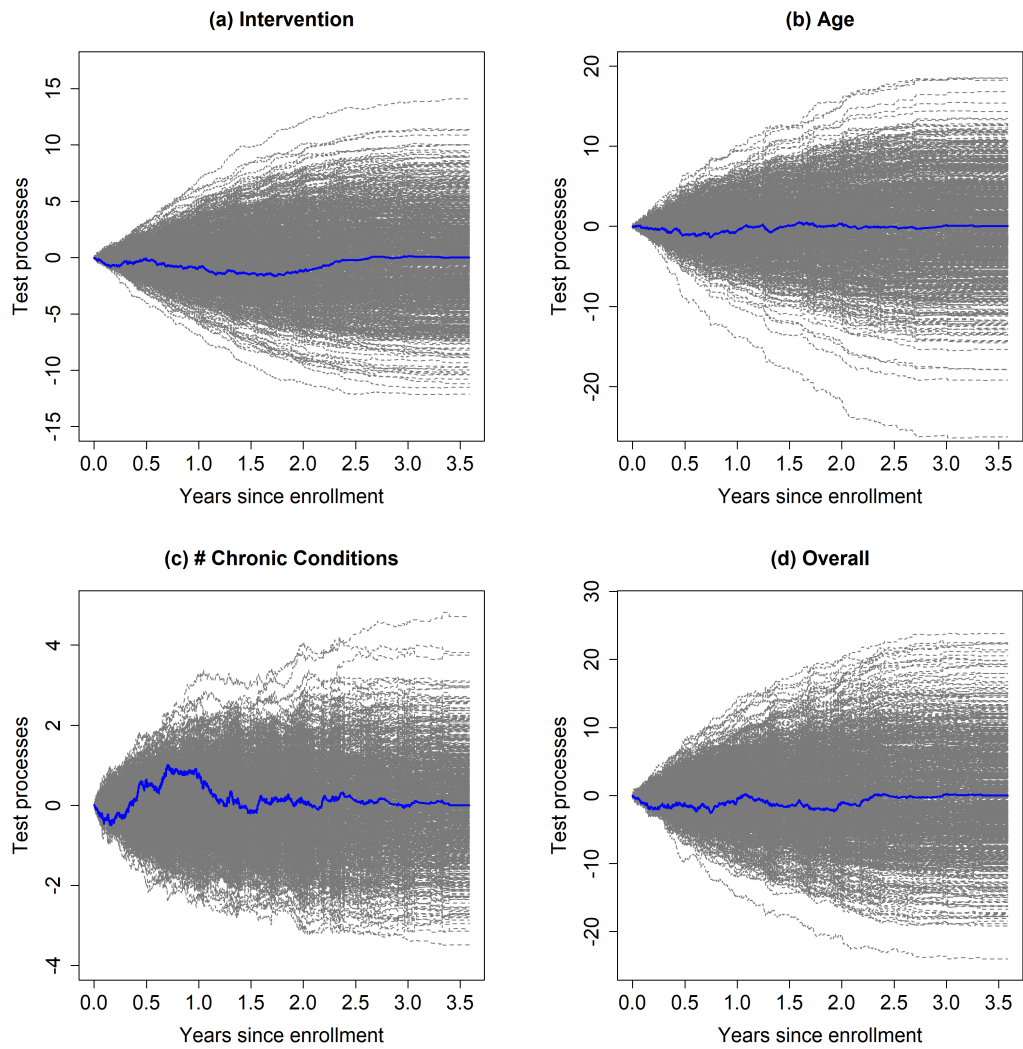 (a) Intervention
Test processes
15
10
5
0
-5
-10
-15
0.0 0.5 1.0 1.5 2.0 2.5 3.0 3.5
Years since enrollment
(b) Age
Test processes
20
10
0
-10
-20
0.0 0.5 1.0 1.5 2.0 2.5 3.0 3.5
Years since enrollment
(c) # Chronic Conditions
Test processes
4
2
0
-2
-4
0.0 0.5 1.0 1.5 2.0 2.5 3.0 3.5
Years since enrollment
(d) Overall
Test processes
30
20
10
0
-10
-20
0.0 0.5 1.0 1.5 2.0 2.5 3.0 3.5
Years since enrollment